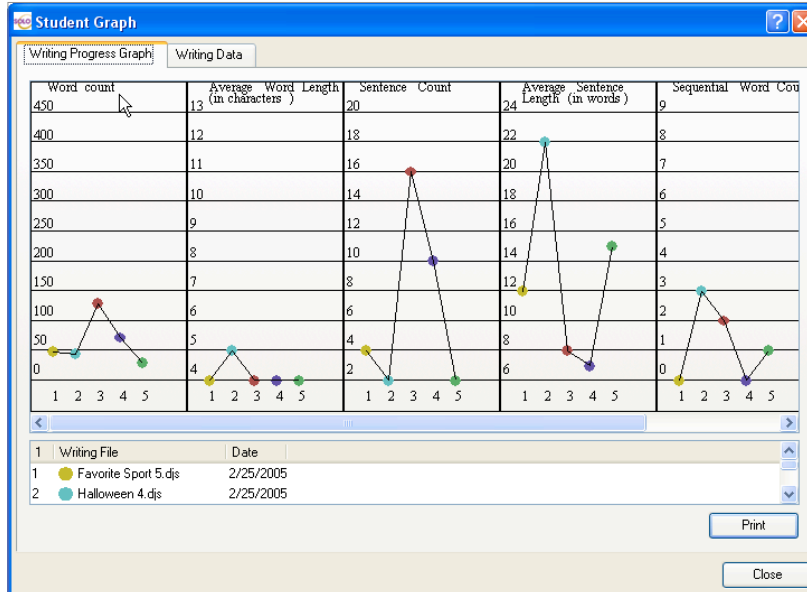 SOLO Student Graph
Writing Progress Graph Writing Data
Word count Average Word Length Sentence Count Average Sentence Sequential Word Cou
(in characters ) Length (in words )
450 13 20 24 9
400 12 18 22 8
350 11 16 20 7
300 10 14 18 6
250 9 12 16 5
200 8 10 14 4
150 7 8 12 3
100 6 6 10 2
50 5 4 8 1
0 4 2 6 0
1 2 3 4 5 1 2 3 4 5 1 2 3 4 5 1 2 3 4 5 1 2 3 4 5
1 Writing File Date
1 Favorite Sport 5.djs 2/25/2005
2 Halloween 4.djs 2/25/2005
Print
Close